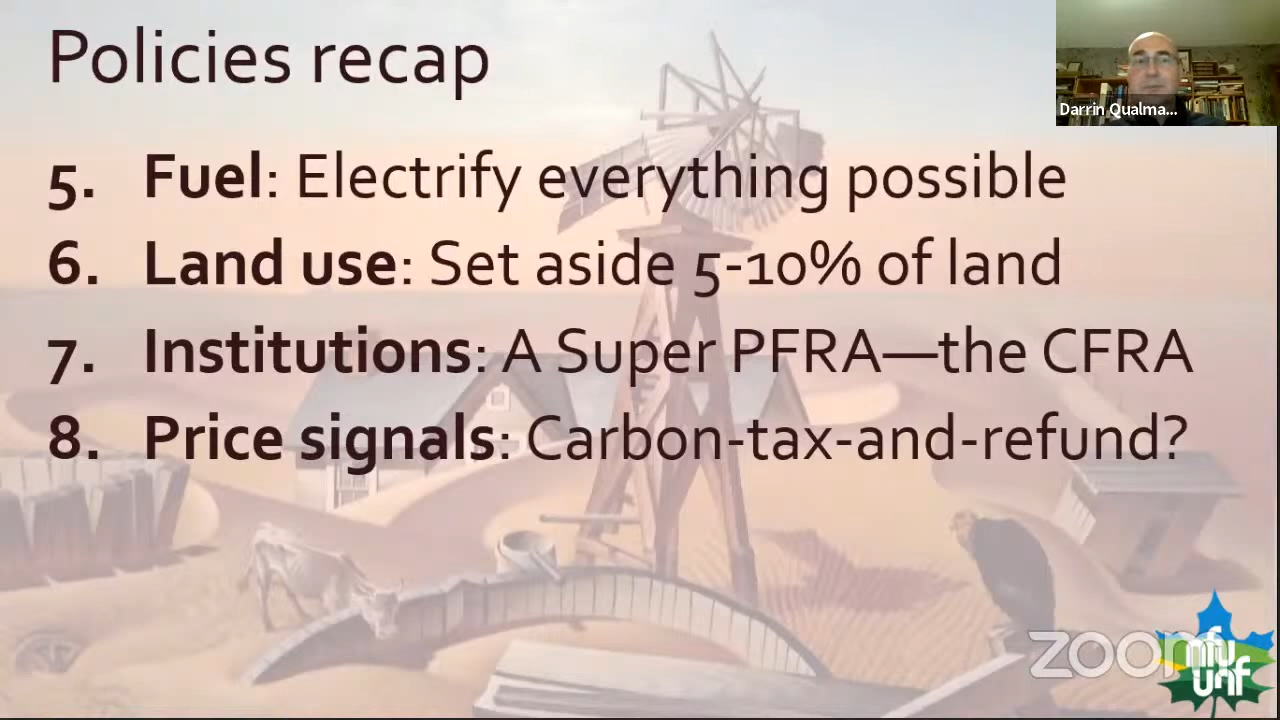 Policies recap
Darrin Qualma...
5. Fuel: Electrify everything possible
6. Land use: Set aside 5-10% of land
7. Institutions: A Super PFRA—the CFRA
8. Price signals: Carbon-tax-and-refund?
zoom
nfu
unf